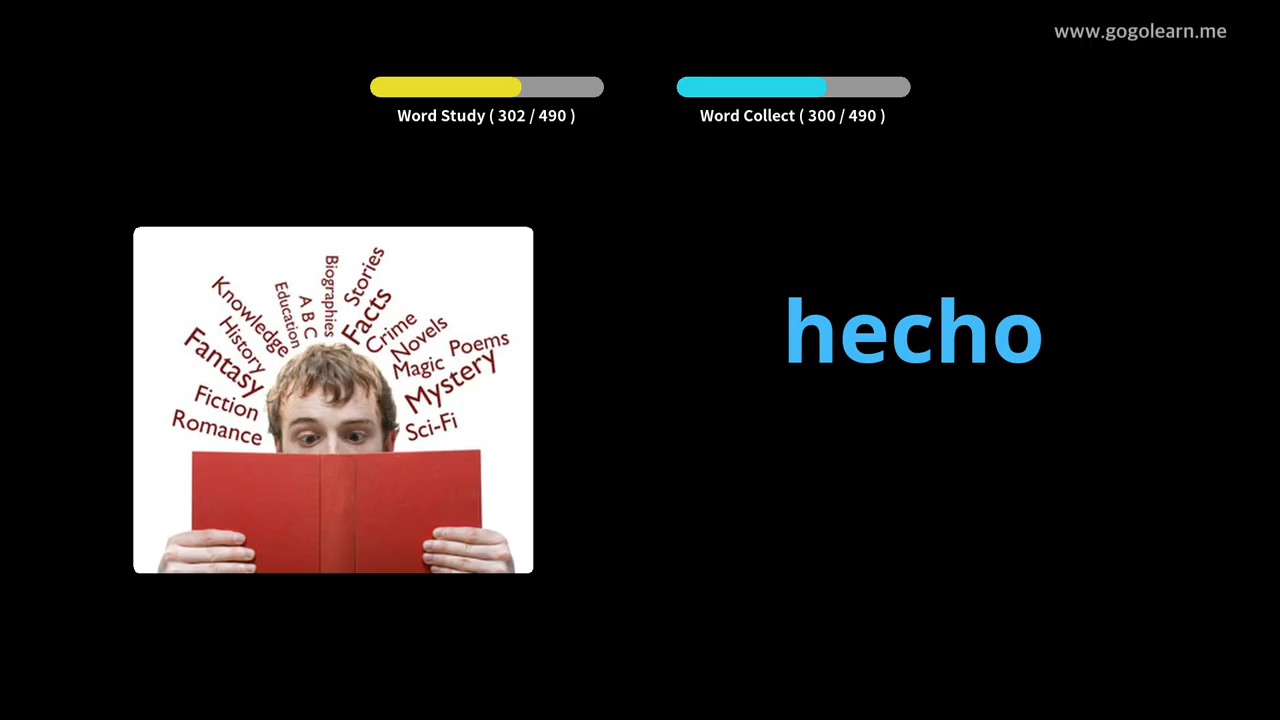 www.gogolearn.me
Word Study ( 302 / 490 )
Word Collect ( 300 / 490 )
hecho
Romance
Fiction
Fantasy
History
Knowledge
Education
A B C
Biographies
Stories
Facts
Crime
Novels
Magic
Poems
Mystery
Sci-Fi